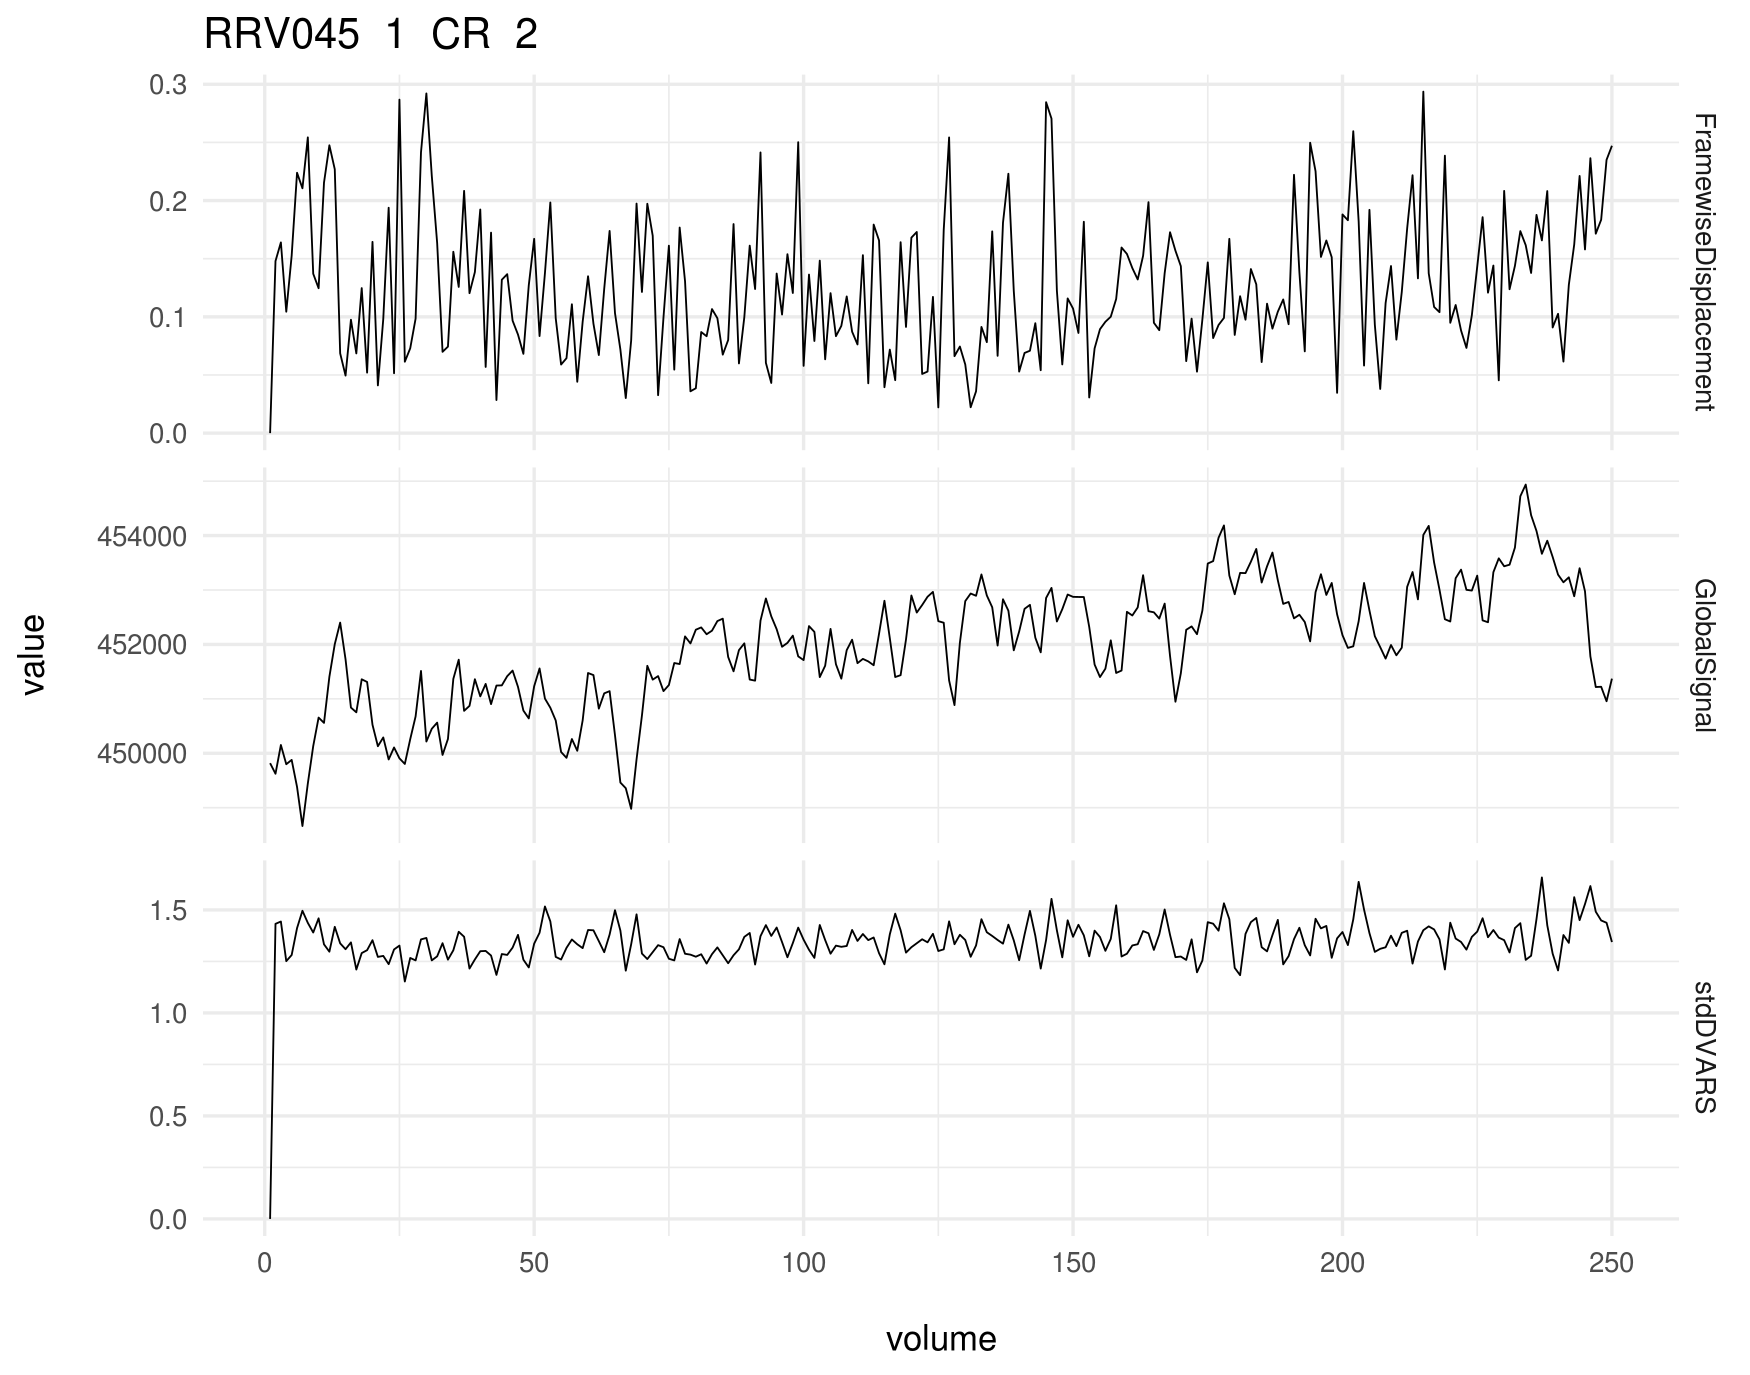 RRV045 1 CR 2
0.3
0.2
0.1
0.0
FramewiseDisplacement
454000
452000
450000
GlobalSignal
value
1.5
1.0
0.5
0.0
stdDVARS
0 50 100 150 200 250
volume